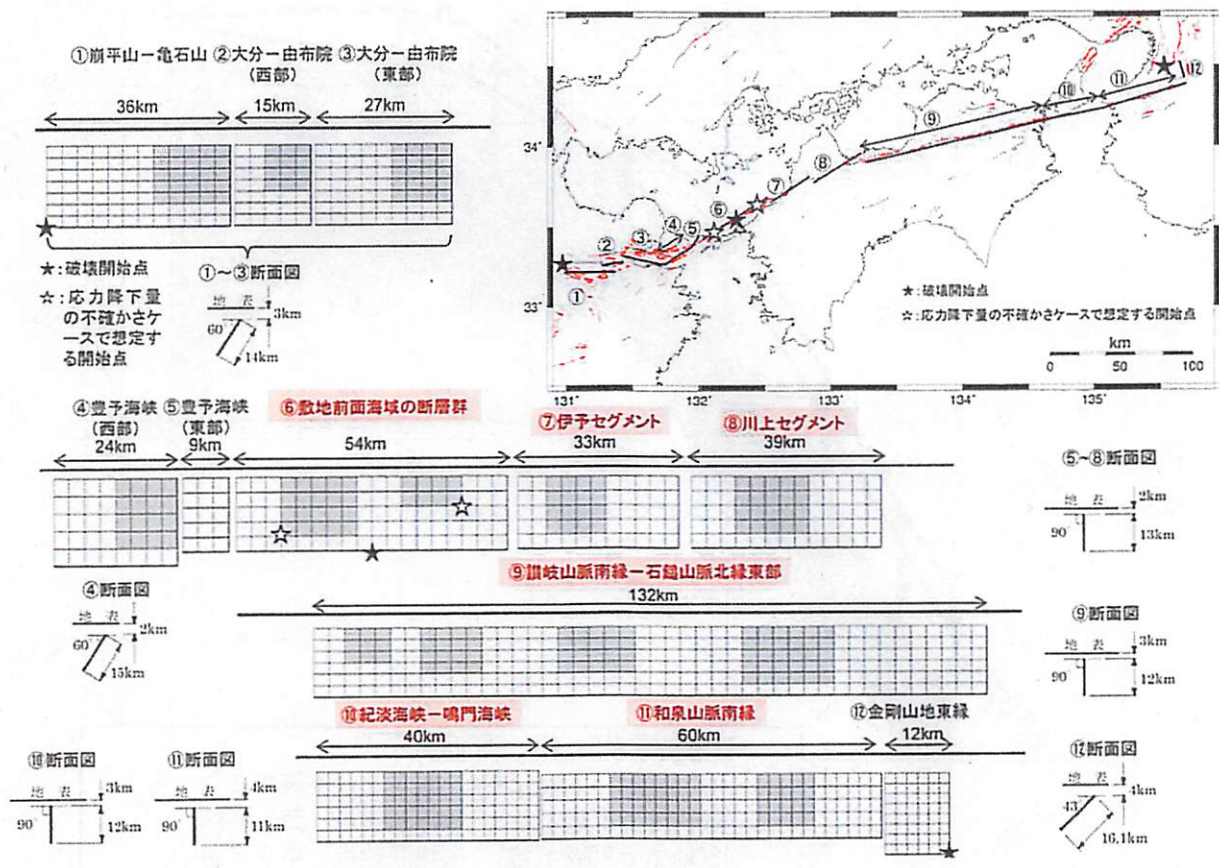 ①崩平山－亀石山 ②大分－由布院 ③大分－由布院
(西部) (東部)
36km 15km 27km
★:破壊開始点
☆:応力降下量
の不確かさケ
ースで想定す
る開始点
①～③断面図
地 表
3km
60°
14km
34°
33°
131° 132° 133° 134° 135°
① ② ③ ④ ⑤ ⑥ ⑦ ⑧ ⑨ ⑩ ⑪ ⑫
★:破壊開始点
☆:応力降下量の不確かさケースで想定する開始点
km
0 50 100
④豊予海峡 ⑤豊予海峡 ⑥敷地前面海域の断層群 ⑦伊予セグメント ⑧川上セグメント
(西部) (東部)
24km 9km 54km 33km 39km
⑤～⑧断面図
地 表
2km
90°
13km
④断面図
地 表
2km
60°
15km
⑨讃岐山脈南縁－石鎚山脈北縁東部
132km
⑨断面図
地 表
3km
90°
12km
⑩紀淡海峡－鳴門海峡 ⑪和泉山脈南縁 ⑫金剛山地東縁
40km 60km 12km
⑩断面図
地 表
3km
90°
12km
⑪断面図
地 表
4km
90°
11km
⑫断面図
地 表
4km
43°
16.1km